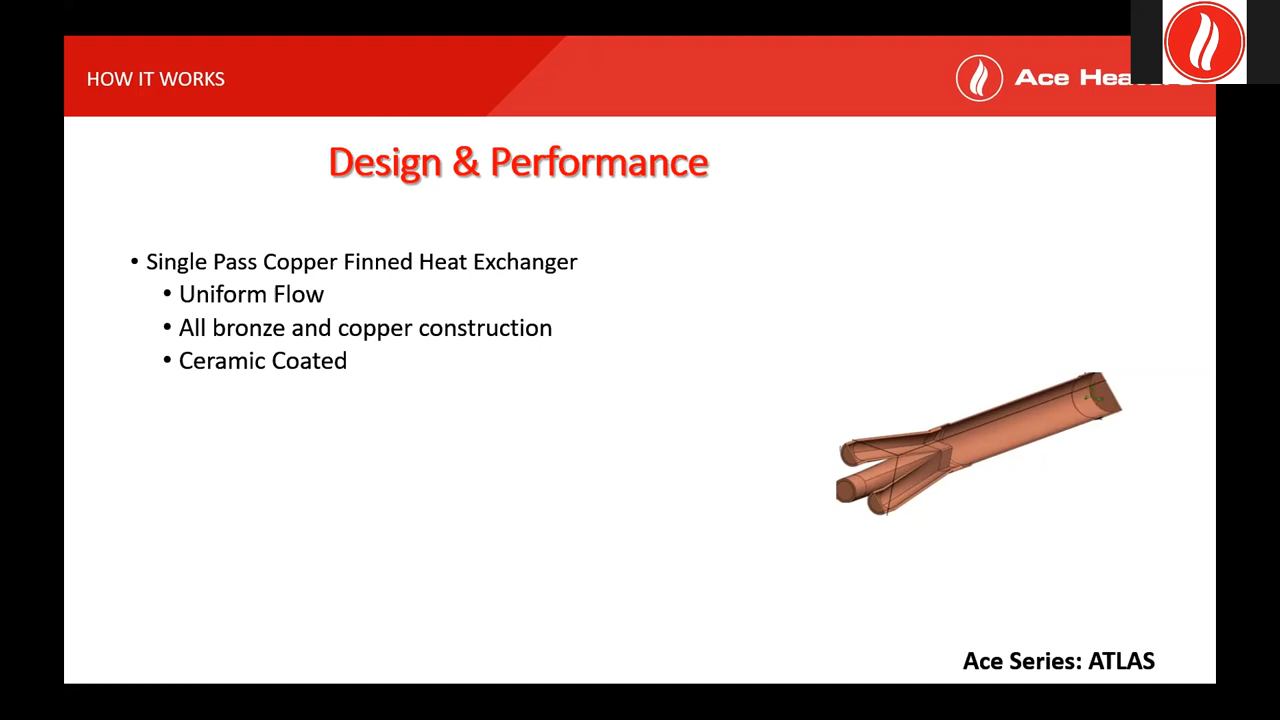 HOW IT WORKS
Ace
Design & Performance
• Single Pass Copper Finned Heat Exchanger
• Uniform Flow
• All bronze and copper construction
• Ceramic Coated
Ace Series: ATLAS